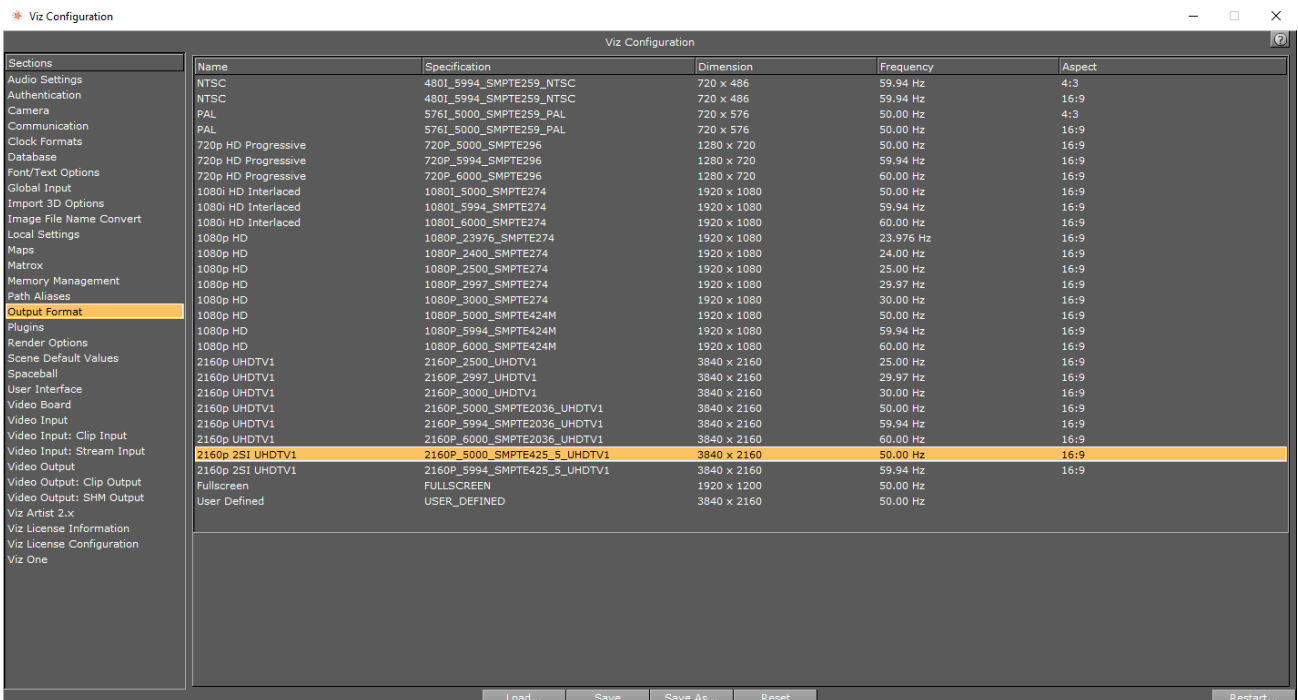 Viz Configuration
Viz Configuration
Sections
Audio Settings
Authentication
Camera
Communication
Clock Formats
Database
Font/Text Options
Global Input
Import 3D Options
Image File Name Convert
Local Settings
Maps
Matrox
Memory Management
Path Aliases
Output Format
Plugins
Render Options
Scene Default Values
Spaceball
User Interface
Video Board
Video Input
Video Input: Clip Input
Video Input: Stream Input
Video Output
Video Output: Clip Output
Video Output: SHM Output
Viz Artist 2.x
Viz License Information
Viz License Configuration
Viz One
Name Specification Dimension Frequency Aspect
NTSC 480I_5994_SMPTE259_NTSC 720 x 486 59.94 Hz 4:3
NTSC 480I_5994_SMPTE259_NTSC 720 x 486 59.94 Hz 16:9
PAL 576I_5000_SMPTE259_PAL 720 x 576 50.00 Hz 4:3
PAL 576I_5000_SMPTE259_PAL 720 x 576 50.00 Hz 16:9
720p HD Progressive 720P_5000_SMPTE296 1280 x 720 50.00 Hz 16:9
720p HD Progressive 720P_5994_SMPTE296 1280 x 720 59.94 Hz 16:9
720p HD Progressive 720P_6000_SMPTE296 1280 x 720 60.00 Hz 16:9
1080i HD Interlaced 1080I_5000_SMPTE274 1920 x 1080 50.00 Hz 16:9
1080i HD Interlaced 1080I_5994_SMPTE274 1920 x 1080 59.94 Hz 16:9
1080i HD Interlaced 1080I_6000_SMPTE274 1920 x 1080 60.00 Hz 16:9
1080p HD 1080P_23976_SMPTE274 1920 x 1080 23.976 Hz 16:9
1080p HD 1080P_2400_SMPTE274 1920 x 1080 24.00 Hz 16:9
1080p HD 1080P_2500_SMPTE274 1920 x 1080 25.00 Hz 16:9
1080p HD 1080P_2997_SMPTE274 1920 x 1080 29.97 Hz 16:9
1080p HD 1080P_3000_SMPTE274 1920 x 1080 30.00 Hz 16:9
1080p HD 1080P_5000_SMPTE424M 1920 x 1080 50.00 Hz 16:9
1080p HD 1080P_5994_SMPTE424M 1920 x 1080 59.94 Hz 16:9
1080p HD 1080P_6000_SMPTE424M 1920 x 1080 60.00 Hz 16:9
2160p UHDTV1 2160P_2500_UHDTV1 3840 x 2160 25.00 Hz 16:9
2160p UHDTV1 2160P_2997_UHDTV1 3840 x 2160 29.97 Hz 16:9
2160p UHDTV1 2160P_3000_UHDTV1 3840 x 2160 30.00 Hz 16:9
2160p UHDTV1 2160P_5000_SMPTE2036_UHDTV1 3840 x 2160 50.00 Hz 16:9
2160p UHDTV1 2160P_5994_SMPTE2036_UHDTV1 3840 x 2160 59.94 Hz 16:9
2160p UHDTV1 2160P_6000_SMPTE2036_UHDTV1 3840 x 2160 60.00 Hz 16:9
2160p 2SI UHDTV1 2160P_5000_SMPTE425_5_UHDTV1 3840 x 2160 50.00 Hz 16:9
2160p 2SI UHDTV1 2160P_5994_SMPTE425_5_UHDTV1 3840 x 2160 59.94 Hz 16:9
Fullscreen FULLSCREEN 1920 x 1200 50.00 Hz
User Defined USER_DEFINED 3840 x 2160 50.00 Hz
Load... Save Save As... Reset Restart...